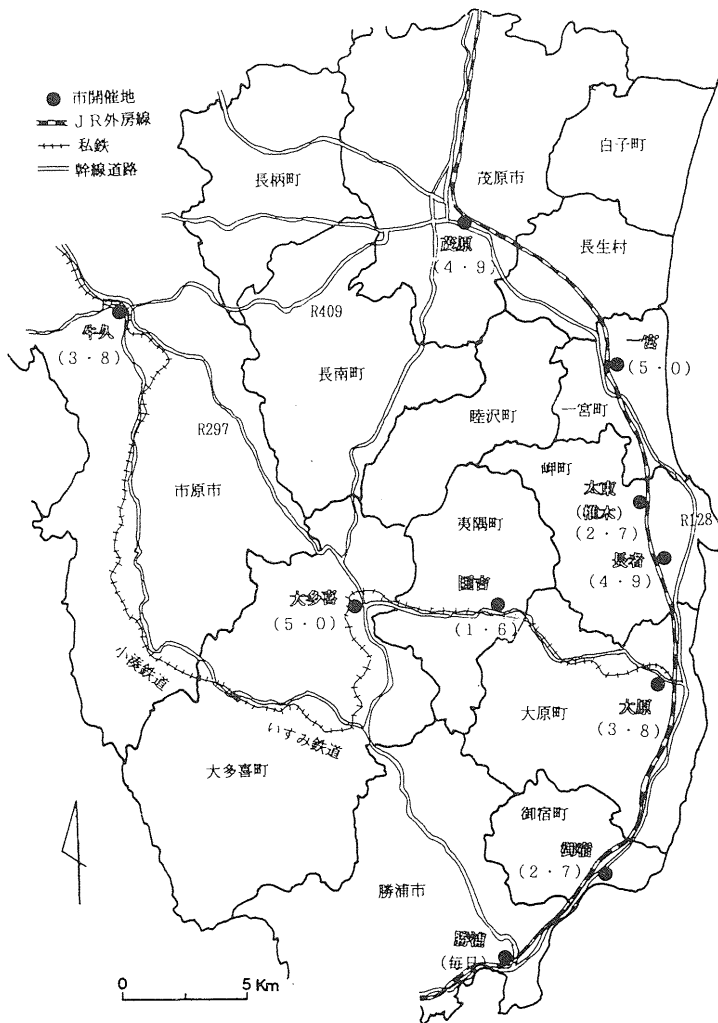 市開催地
JR外房線
私鉄
幹線道路
白子町
長柄町
茂原市
長生村
茂原
(4・9)
R409
牛久
(3・8)
一宮
(5・0)
長南町
睦沢町
一宮町
R297
市原市
岬町
太東
(椎木)
(2・7)
R128
夷隅町
長者
(4・9)
大多喜
(5・0)
国吉
(1・6)
小湊鉄道
大原
(3・8)
大原町
いすみ鉄道
大多喜町
御宿町
御宿
(2・7)
勝浦市
勝浦
(毎日)
0 5 Km